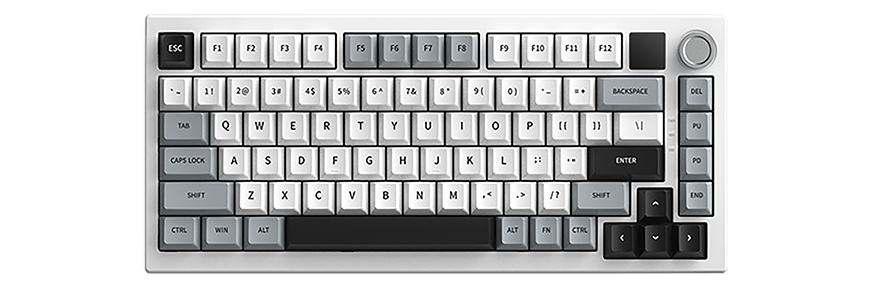 ESC F1 F2 F3 F4 F5 F6 F7 F8 F9 F10 F11 F12
`~ 1! 2@ 3# 4$ 5% 6^ 7& 8* 9( 0) -_ =+ BACKSPACE DEL
TAB Q W E R T Y U I O P [{ ]} \| PU
CAPS LOCK A S D F G H J K L ;: '" ENTER PD
SHIFT Z X C V B N M ,< .> /? SHIFT ^ END
CTRL WIN ALT ALT FN CTRL < v >